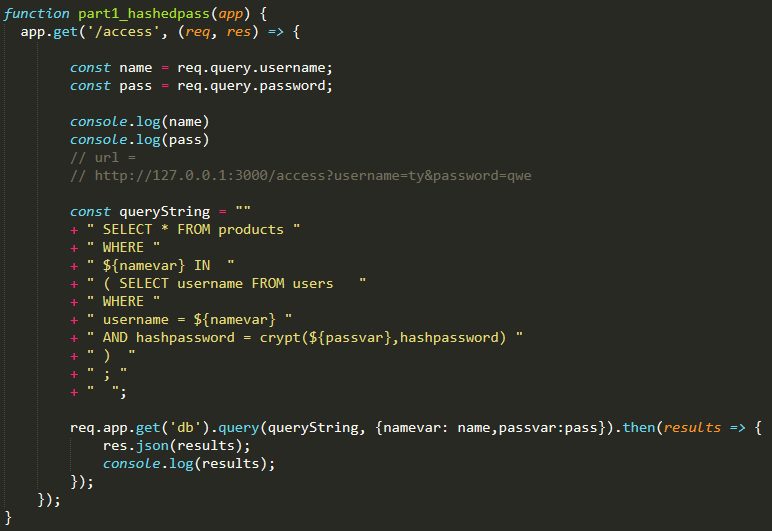 function part1_hashedpass(app) {
  app.get('/access', (req, res) => {

        const name = req.query.username;
        const pass = req.query.password;

        console.log(name)
        console.log(pass)
        // url =
        // http://127.0.0.1:3000/access?username=ty&password=qwe

        const queryString = ""
        + " SELECT * FROM products "
        + " WHERE "
        + " ${namevar} IN  "
        + " ( SELECT username FROM users   "
        + " WHERE "
        + " username = ${namevar} "
        + " AND hashpassword = crypt(${passvar},hashpassword) "
        + " )  "
        + " ; "
        + "  ";

        req.app.get('db').query(queryString, {namevar: name,passvar:pass}).then(results => {
            res.json(results);
            console.log(results);
        });
    });
}